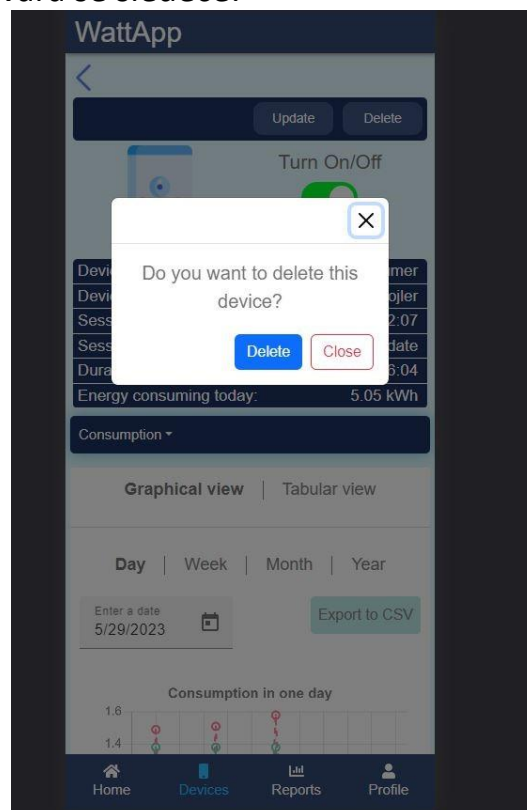 WattApp
Update Delete
Turn On/Off
Do you want to delete this
device?
Delete Close
Energy consuming today: 5.05 kWh
Consumption
Graphical view | Tabular view
Day | Week | Month | Year
Enter a date
5/29/2023
Export to CSV
Consumption in one day
1.6
1.4
Home Devices Reports Profile